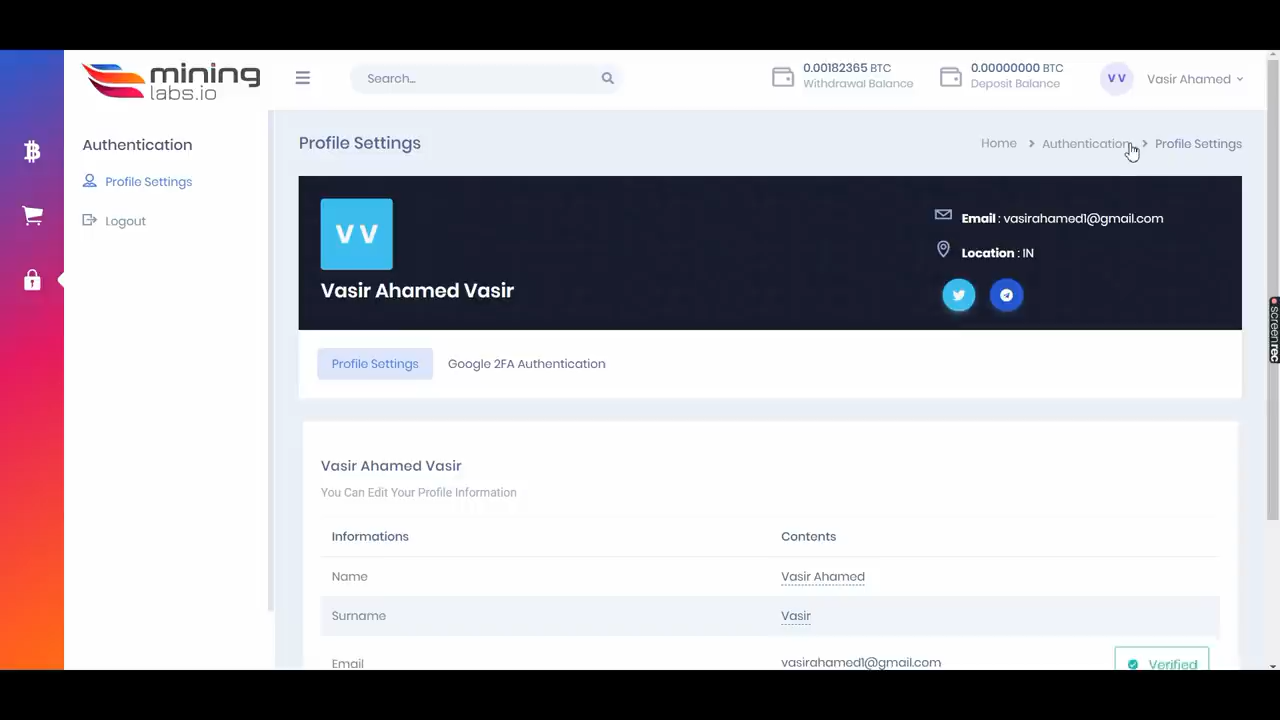 mining
labs.io
Search...
0.00182365 BTC
Withdrawal Balance
0.00000000 BTC
Deposit Balance
V V
Vasir Ahamed
Authentication
Profile Settings
Logout
Profile Settings
Home > Authentication > Profile Settings
V V
Vasir Ahamed Vasir
Email : vasirahamed1@gmail.com
Location : IN
Profile Settings
Google 2FA Authentication
Vasir Ahamed Vasir
You Can Edit Your Profile Information
Informations
Contents
Name
Vasir Ahamed
Surname
Vasir
Email
vasirahamed1@gmail.com
Verified
screenrec